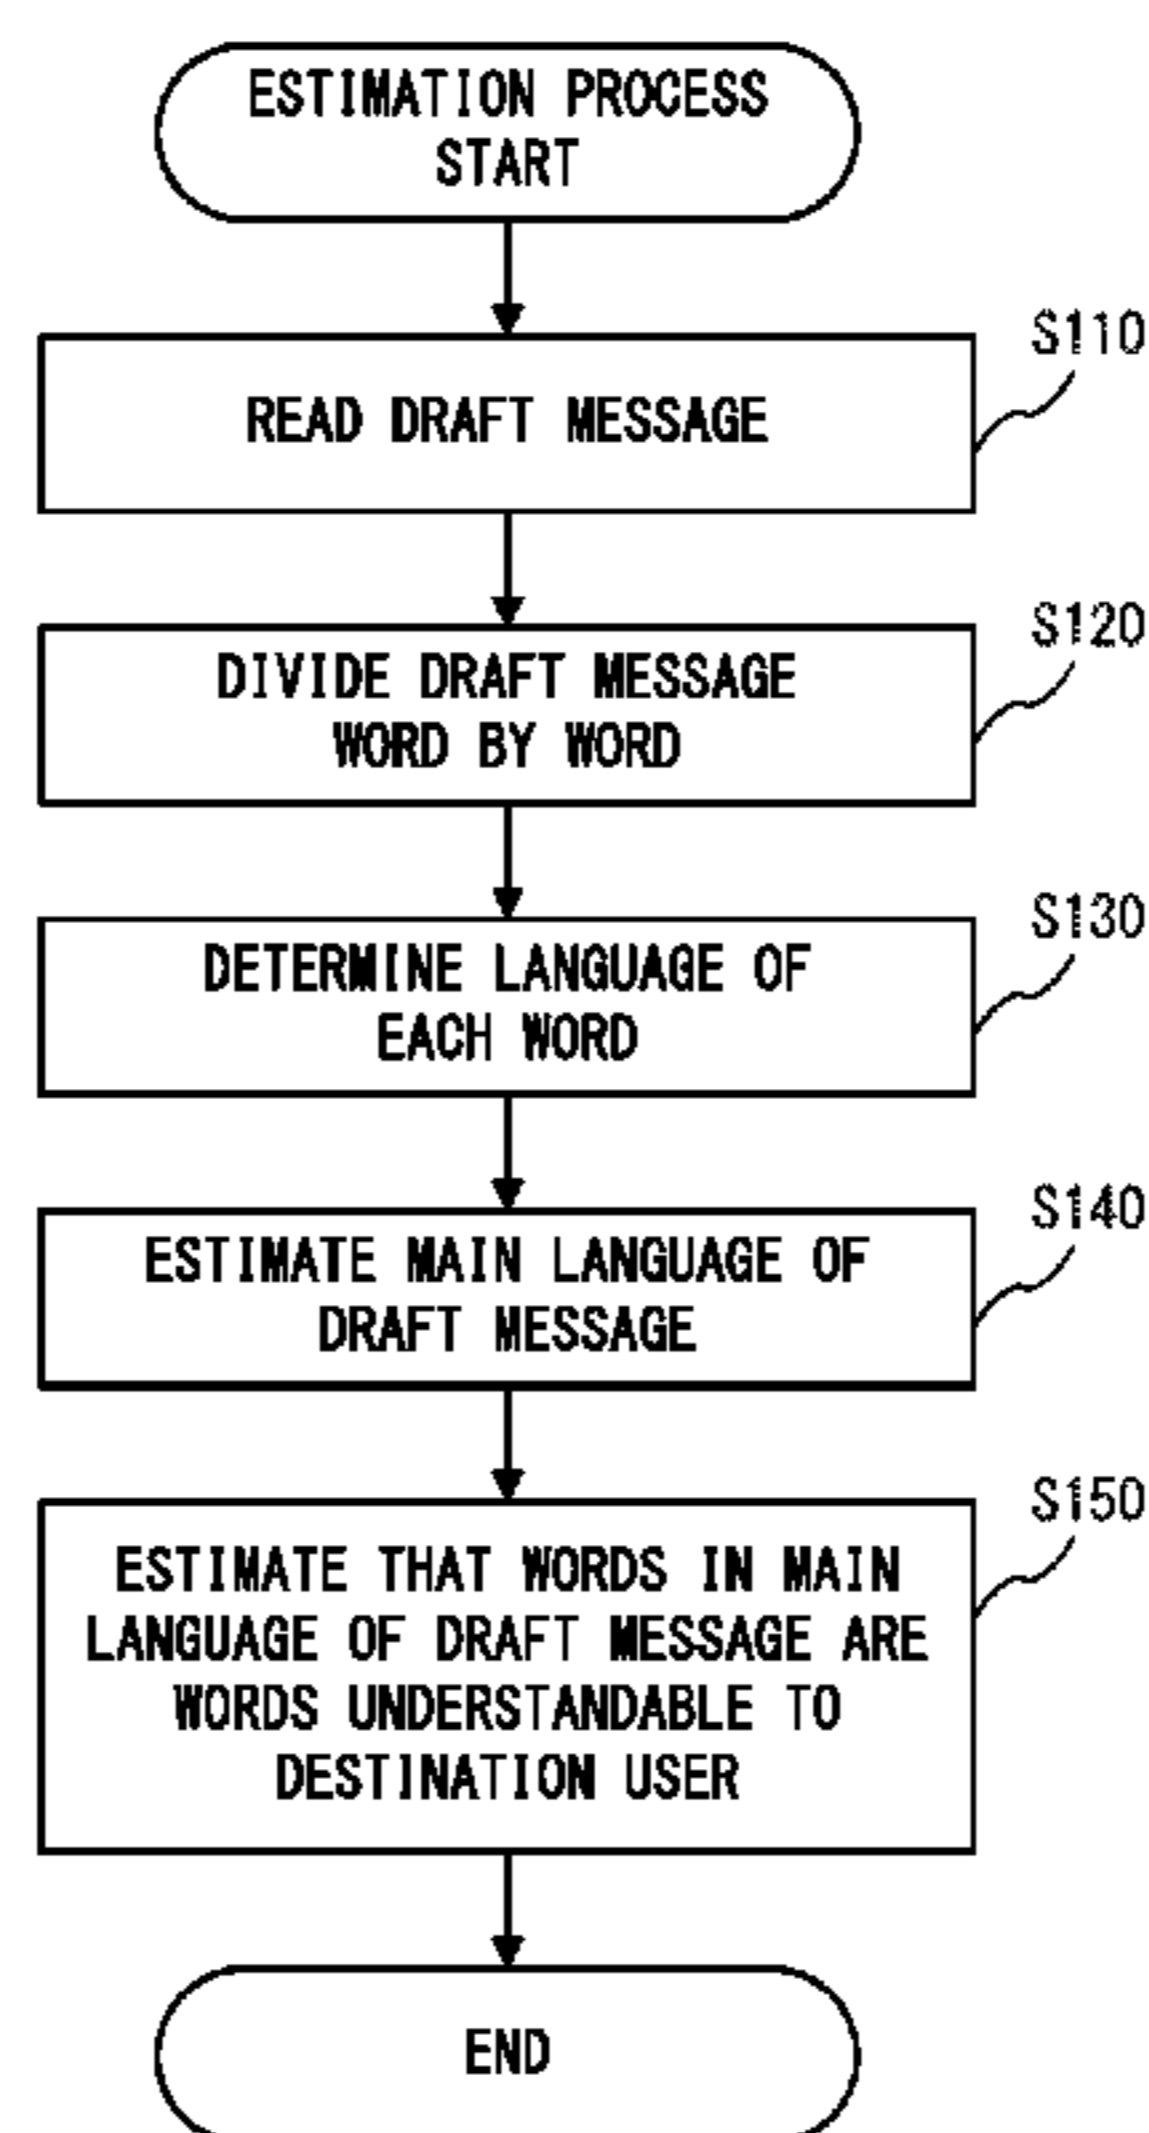 ESTIMATION PROCESS
START
S110
READ DRAFT MESSAGE
S120
DIVIDE DRAFT MESSAGE
WORD BY WORD
S130
DETERMINE LANGUAGE OF
EACH WORD
S140
ESTIMATE MAIN LANGUAGE OF
DRAFT MESSAGE
S150
ESTIMATE THAT WORDS IN MAIN
LANGUAGE OF DRAFT MESSAGE ARE
WORDS UNDERSTANDABLE TO
DESTINATION USER
END